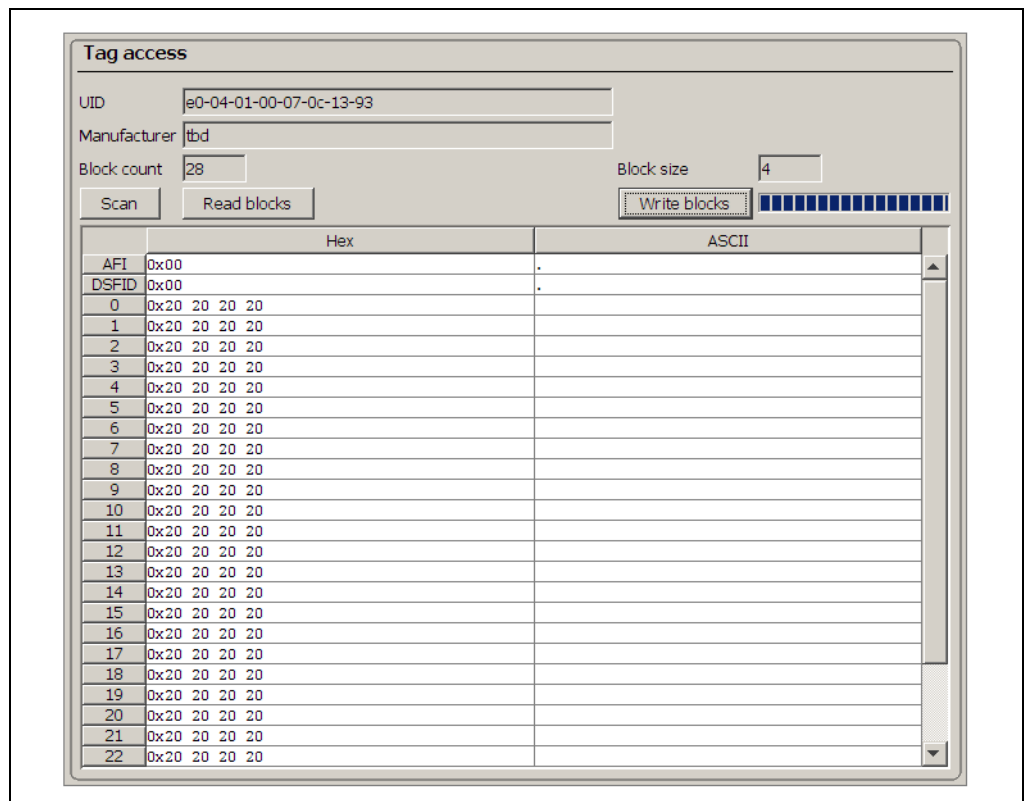 Tag access
UID e0-04-01-00-07-0c-13-93
Manufacturer tbd
Block count 28 Block size 4
Scan Read blocks Write blocks
Hex ASCII
AFI 0x00 .
DSFID 0x00 .
0 0x20 20 20 20
1 0x20 20 20 20
2 0x20 20 20 20
3 0x20 20 20 20
4 0x20 20 20 20
5 0x20 20 20 20
6 0x20 20 20 20
7 0x20 20 20 20
8 0x20 20 20 20
9 0x20 20 20 20
10 0x20 20 20 20
11 0x20 20 20 20
12 0x20 20 20 20
13 0x20 20 20 20
14 0x20 20 20 20
15 0x20 20 20 20
16 0x20 20 20 20
17 0x20 20 20 20
18 0x20 20 20 20
19 0x20 20 20 20
20 0x20 20 20 20
21 0x20 20 20 20
22 0x20 20 20 20